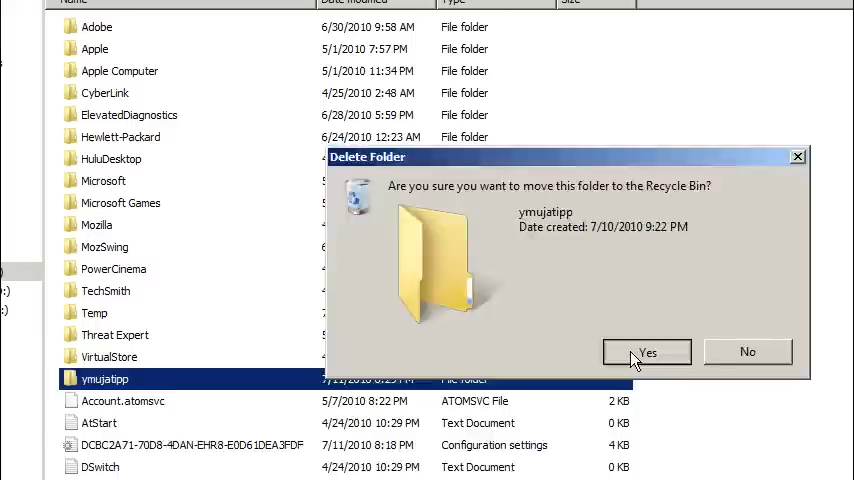 Name Date modified Type Size
Adobe 6/30/2010 9:58 AM File folder
Apple 5/1/2010 7:57 PM File folder
Apple Computer 5/1/2010 11:34 PM File folder
CyberLink 4/25/2010 2:48 AM File folder
ElevatedDiagnostics 6/28/2010 5:59 PM File folder
Hewlett-Packard 6/24/2010 12:23 AM File folder
HuluDesktop
Microsoft
Microsoft Games
Mozilla
MozSwing
PowerCinema
TechSmith
Temp
Threat Expert
VirtualStore
ymujatipp File folder
Account.atomsvc 5/7/2010 8:22 PM ATOMSVC File 2 KB
AtStart 4/24/2010 10:29 PM Text Document 0 KB
DCBC2A71-70D8-4DAN-EHR8-E0D61DEA3FDF 7/11/2010 8:18 PM Configuration settings 4 KB
DSwitch 4/24/2010 10:29 PM Text Document 0 KB
Delete Folder
Are you sure you want to move this folder to the Recycle Bin?
ymujatipp
Date created: 7/10/2010 9:22 PM
Yes No